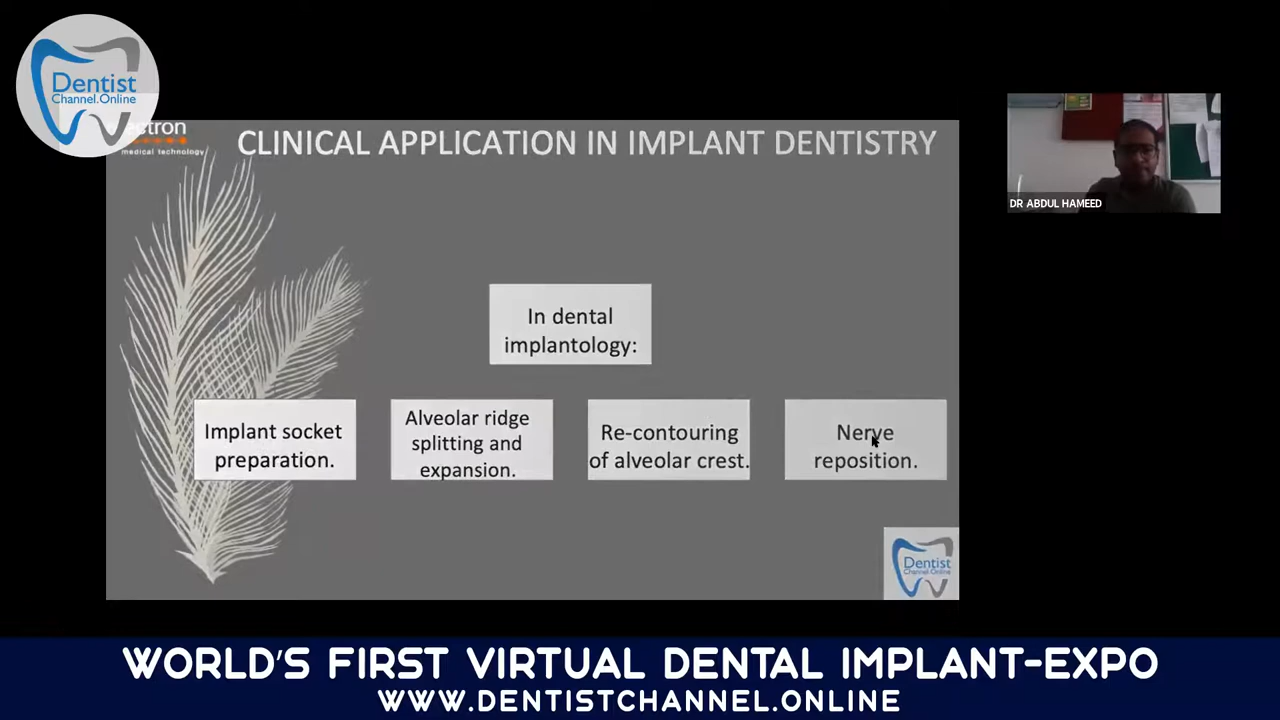 Dentist
Channel.Online
medical technology
CLINICAL APPLICATION IN IMPLANT DENTISTRY
DR ABDUL HAMEED
In dental
implantology:
Implant socket
preparation.
Alveolar ridge
splitting and
expansion.
Re-contouring
of alveolar crest.
Nerve
reposition.
Dentist
Channel.Online
WORLD'S FIRST VIRTUAL DENTAL IMPLANT-EXPO
WWW.DENTISTCHANNEL.ONLINE